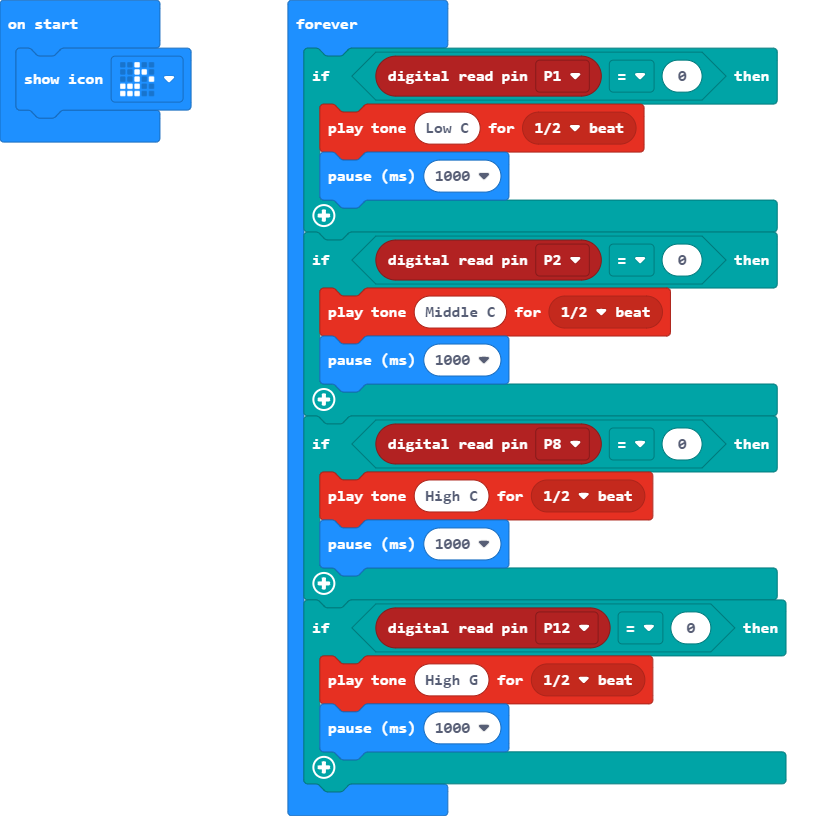 on start
show icon
forever
if digital read pin P1 = 0 then
play tone Low C for 1/2 beat
pause (ms) 1000
if digital read pin P2 = 0 then
play tone Middle C for 1/2 beat
pause (ms) 1000
if digital read pin P8 = 0 then
play tone High C for 1/2 beat
pause (ms) 1000
if digital read pin P12 = 0 then
play tone High G for 1/2 beat
pause (ms) 1000